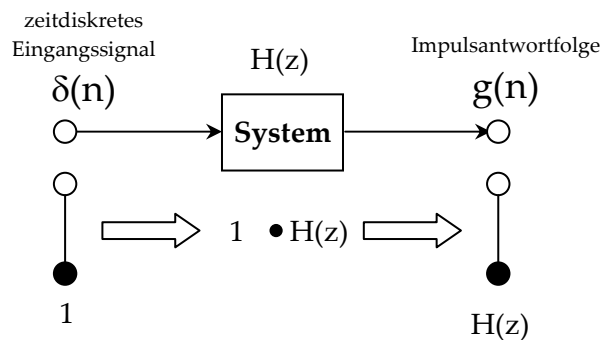 zeitdiskretes
Eingangssignal
Impulsantwortfolge
H(z)
δ(n)
g(n)
System
1 • H(z)
1
H(z)